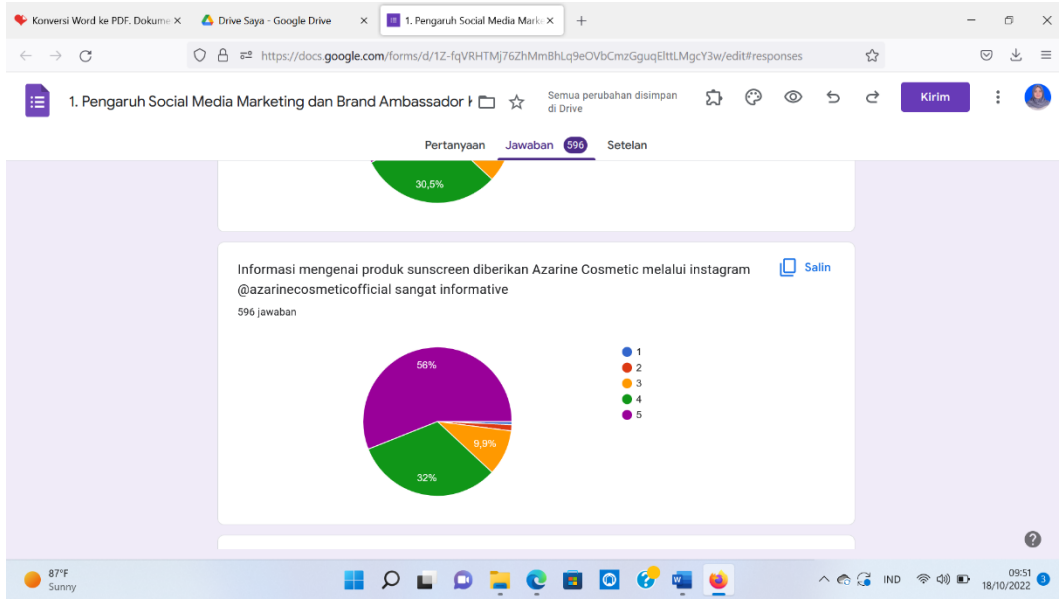 Konversi Word ke PDF. Dokume
Drive Saya - Google Drive
1. Pengaruh Social Media Marke
https://docs.google.com/forms/d/1Z-fqVRHTMj76ZhMmBhLq9eOVbCmzGguqElttLMgcY3w/edit#responses
1. Pengaruh Social Media Marketing dan Brand Ambassador
Semua perubahan disimpan
di Drive
Kirim
Pertanyaan
Jawaban 596
Setelan
30,5%
Informasi mengenai produk sunscreen diberikan Azarine Cosmetic melalui instagram
@azarinecosmeticofficial sangat informative
Salin
596 jawaban
56%
9,9%
32%
1
2
3
4
5
87°F
Sunny
IND
09:51
18/10/2022
3